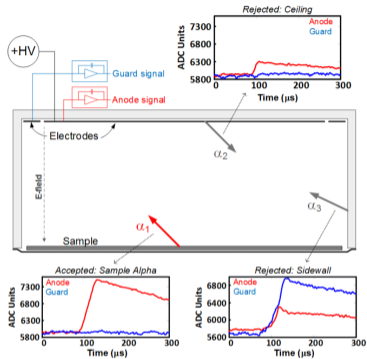 Rejected: Ceiling
Anode
Guard
ADC Units
7300
6800
6300
5800
0
100
200
300
Time (μs)
+HV
Guard signal
Anode signal
Electrodes
E-field
α2
α3
α1
Sample
Accepted: Sample Alpha
Anode
Guard
ADC Units
7300
6800
6300
5800
0
100
200
300
Time (μs)
Rejected: Sidewall
Anode
Guard
ADC Units
6800
6400
6000
5600
0
100
200
300
Time (μs)